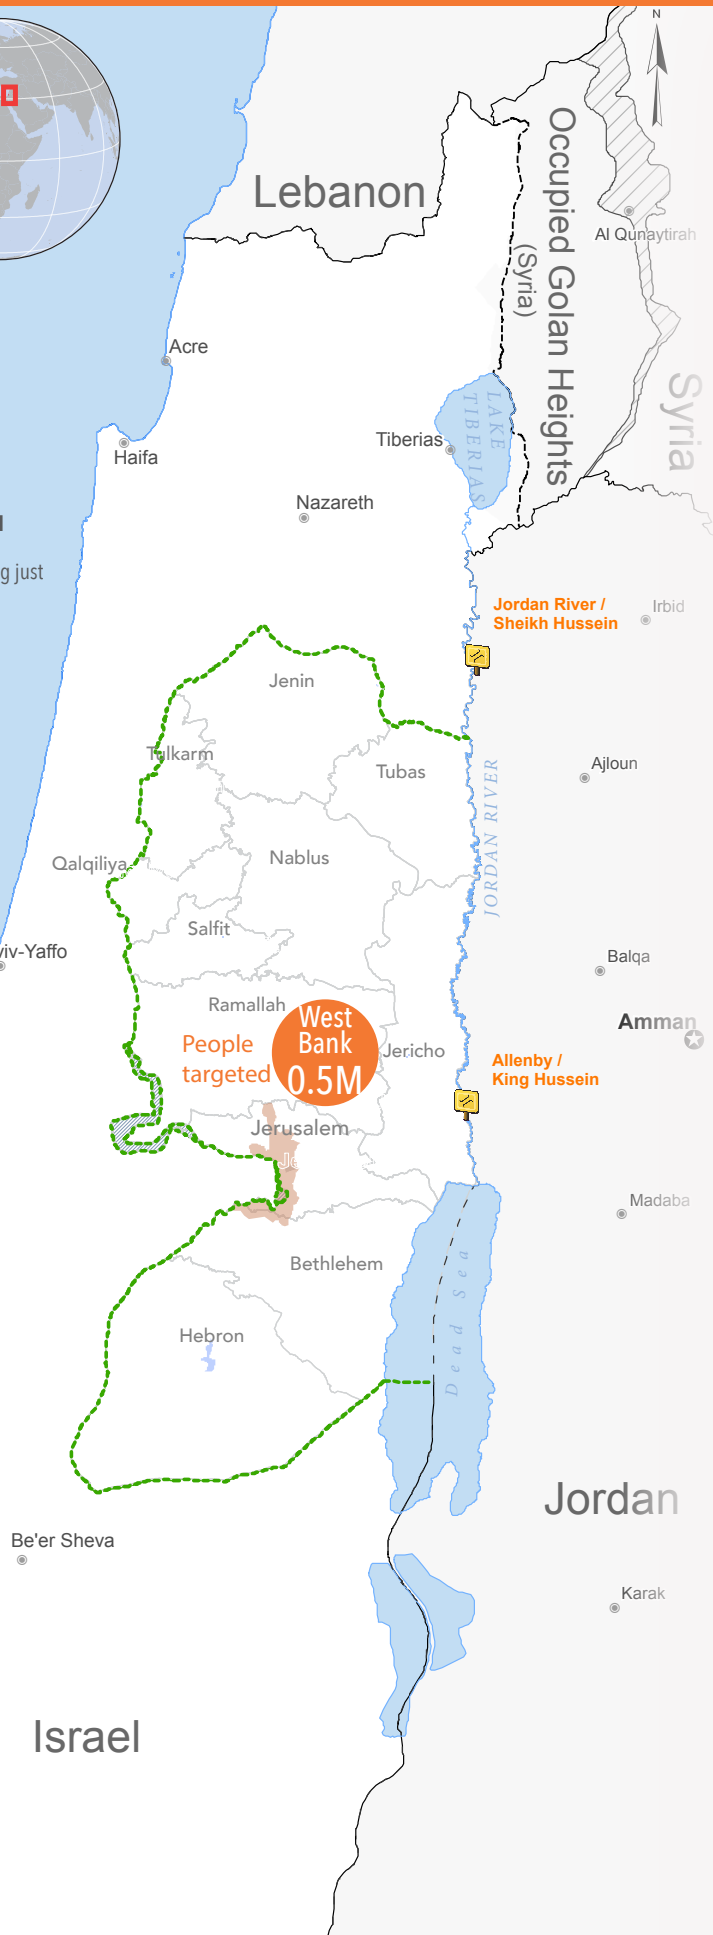 N
Lebanon
Occupied Golan Heights
(Syria)
Al Qunaytirah
Syria
Acre
LAKE
TIBERIAS
Tiberias
Haifa
Nazareth
g just
Jordan River /
Sheikh Hussein
Irbid
Jenin
Tulkarm
Tubas
Ajloun
JORDAN RIVER
Qalqiliya
Nablus
Salfit
viv-Yaffo
Balqa
Ramallah
West
Bank
0.5M
People
targeted
Jericho
Amman
Allenby /
King Hussein
Jerusalem
Madaba
Bethlehem
Dead Sea
Hebron
Jordan
Be'er Sheva
Karak
Israel